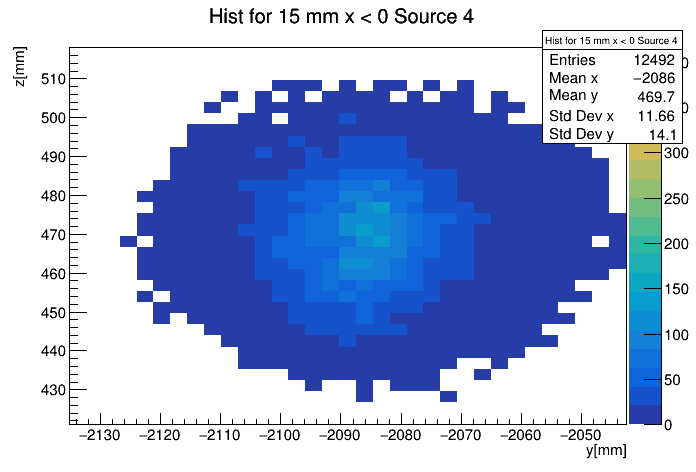 Hist for 15 mm x < 0 Source 4
z[mm]
Hist for 15 mm x < 0 Source 4
Entries 12492
Mean x −2086
Mean y 469.7
Std Dev x 11.66
Std Dev y 14.1
510
500
490
480
470
460
450
440
430
300
250
200
150
100
50
0
−2130 −2120 −2110 −2100 −2090 −2080 −2070 −2060 −2050
y[mm]